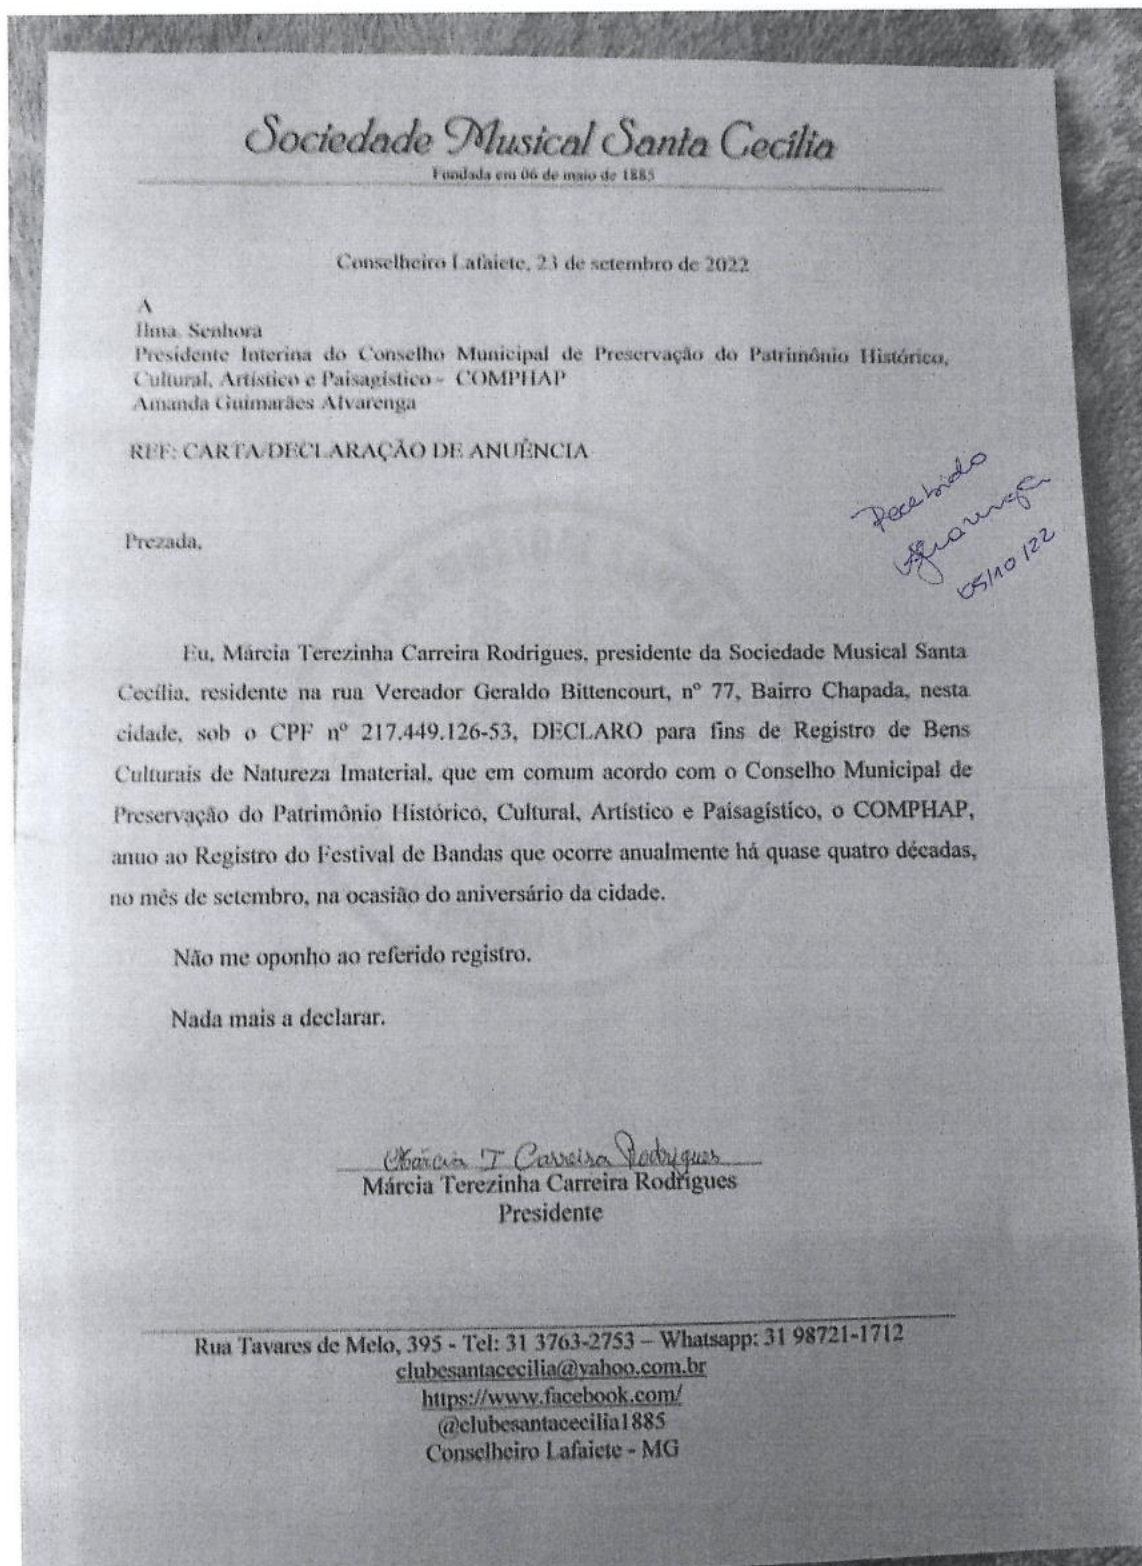 Sociedade Musical Santa Cecília
Fundada em 06 de maio de 1885
Conselheiro Lafaiete, 23 de setembro de 2022
A
Ilma. Senhora
Presidente Interina do Conselho Municipal de Preservação do Patrimônio Histórico,
Cultural, Artístico e Paisagístico - COMPHAP
Amanda Guimarães Alvarenga
REF: CARTA/DECLARAÇÃO DE ANUÊNCIA
Recebido
05/10/22
Prezada,
Eu, Márcia Terezinha Carreira Rodrigues, presidente da Sociedade Musical Santa
Cecília, residente na rua Vereador Geraldo Bittencourt, nº 77, Bairro Chapada, nesta
cidade, sob o CPF nº 217.449.126-53, DECLARO para fins de Registro de Bens
Culturais de Natureza Imaterial, que em comum acordo com o Conselho Municipal de
Preservação do Patrimônio Histórico, Cultural, Artístico e Paisagístico, o COMPHAP,
anuo ao Registro do Festival de Bandas que ocorre anualmente há quase quatro décadas,
no mês de setembro, na ocasião do aniversário da cidade.
Não me oponho ao referido registro.
Nada mais a declarar.
Márcia T Carreira Rodrigues
Márcia Terezinha Carreira Rodrigues
Presidente
Rua Tavares de Melo, 395 - Tel: 31 3763-2753 – Whatsapp: 31 98721-1712
clubesantacecilia@yahoo.com.br
https://www.facebook.com/
@clubesantacecilia1885
Conselheiro Lafaiete - MG